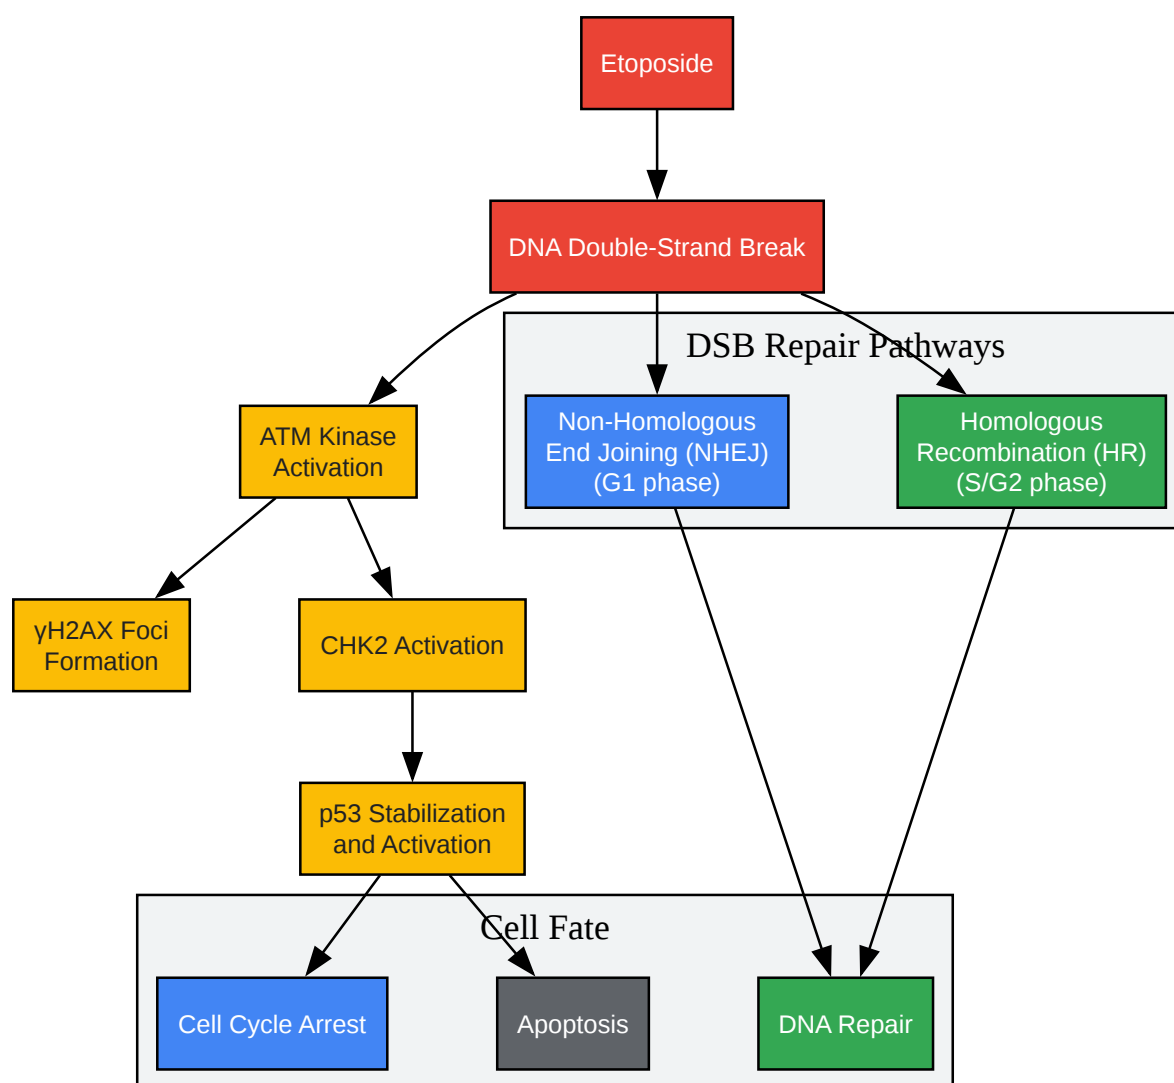 Etoposide
DNA Double-Strand Break
DSB Repair Pathways
Non-Homologous
End Joining (NHEJ)
(G1 phase)
Homologous
Recombination (HR)
(S/G2 phase)
ATM Kinase
Activation
γH2AX Foci
Formation
CHK2 Activation
p53 Stabilization
and Activation
Cell Fate
Cell Cycle Arrest
Apoptosis
DNA Repair